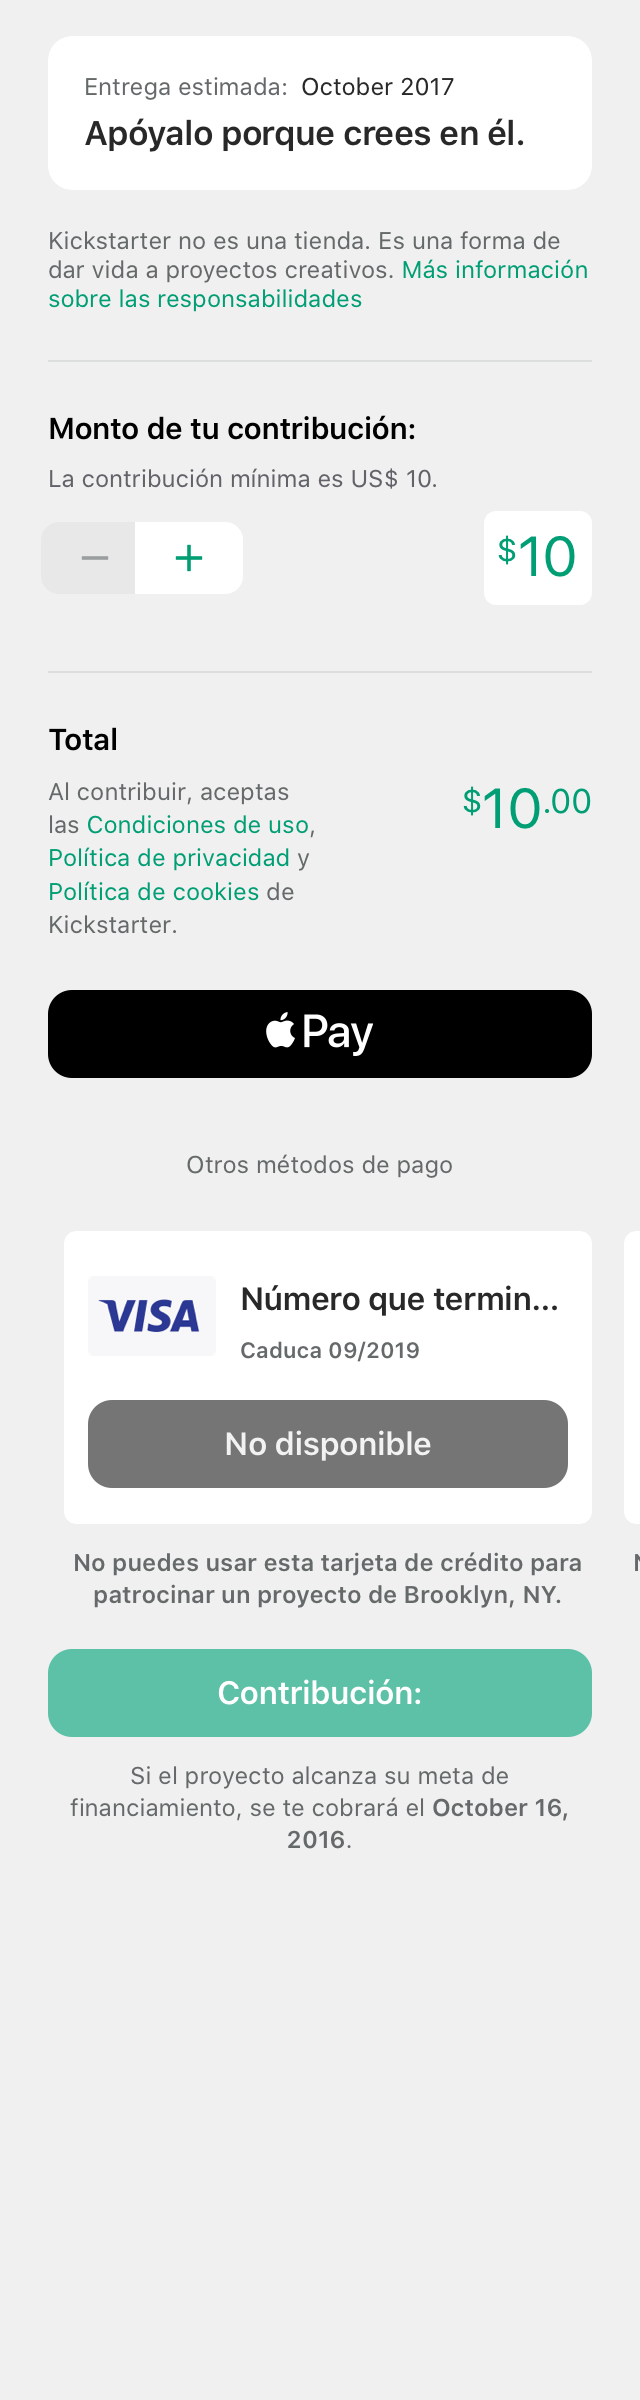 Entrega estimada: October 2017
Apóyalo porque crees en él.
Kickstarter no es una tienda. Es una forma de
dar vida a proyectos creativos. Más información
sobre las responsabilidades
Monto de tu contribución:
La contribución mínima es US$ 10.
− +
$10
Total
Al contribuir, aceptas
las Condiciones de uso,
Política de privacidad y
Política de cookies de
Kickstarter.
$10.00
Pay
Otros métodos de pago
VISA
Número que termin...
Caduca 09/2019
No disponible
No puedes usar esta tarjeta de crédito para
patrocinar un proyecto de Brooklyn, NY.
Contribución:
Si el proyecto alcanza su meta de
financiamiento, se te cobrará el October 16,
2016.